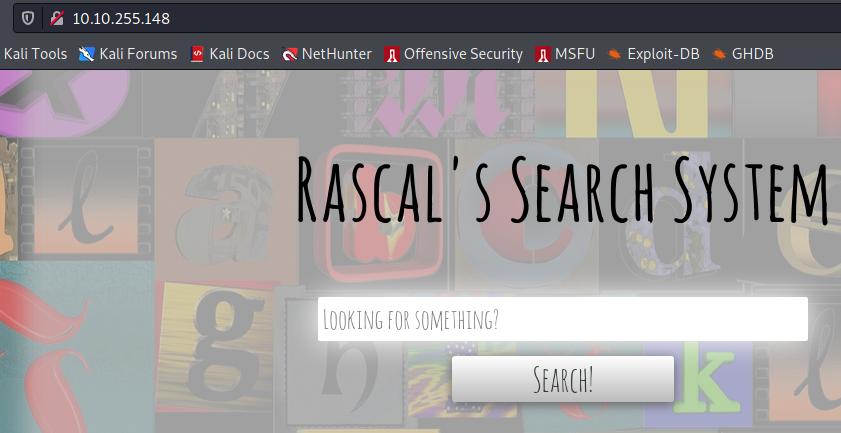 10.10.255.148
Kali Tools Kali Forums Kali Docs NetHunter Offensive Security MSFU Exploit-DB GHDB
Rascal's Search System
Looking for something?
Search!